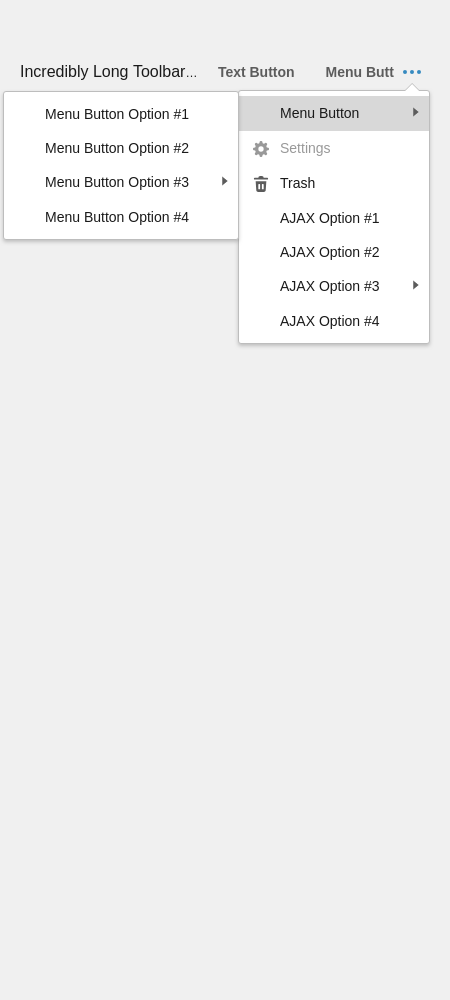 Incredibly Long Toolbar... Text Button Menu Butt
Menu Button Option #1
Menu Button Option #2
Menu Button Option #3
Menu Button Option #4
Menu Button
Settings
Trash
AJAX Option #1
AJAX Option #2
AJAX Option #3
AJAX Option #4